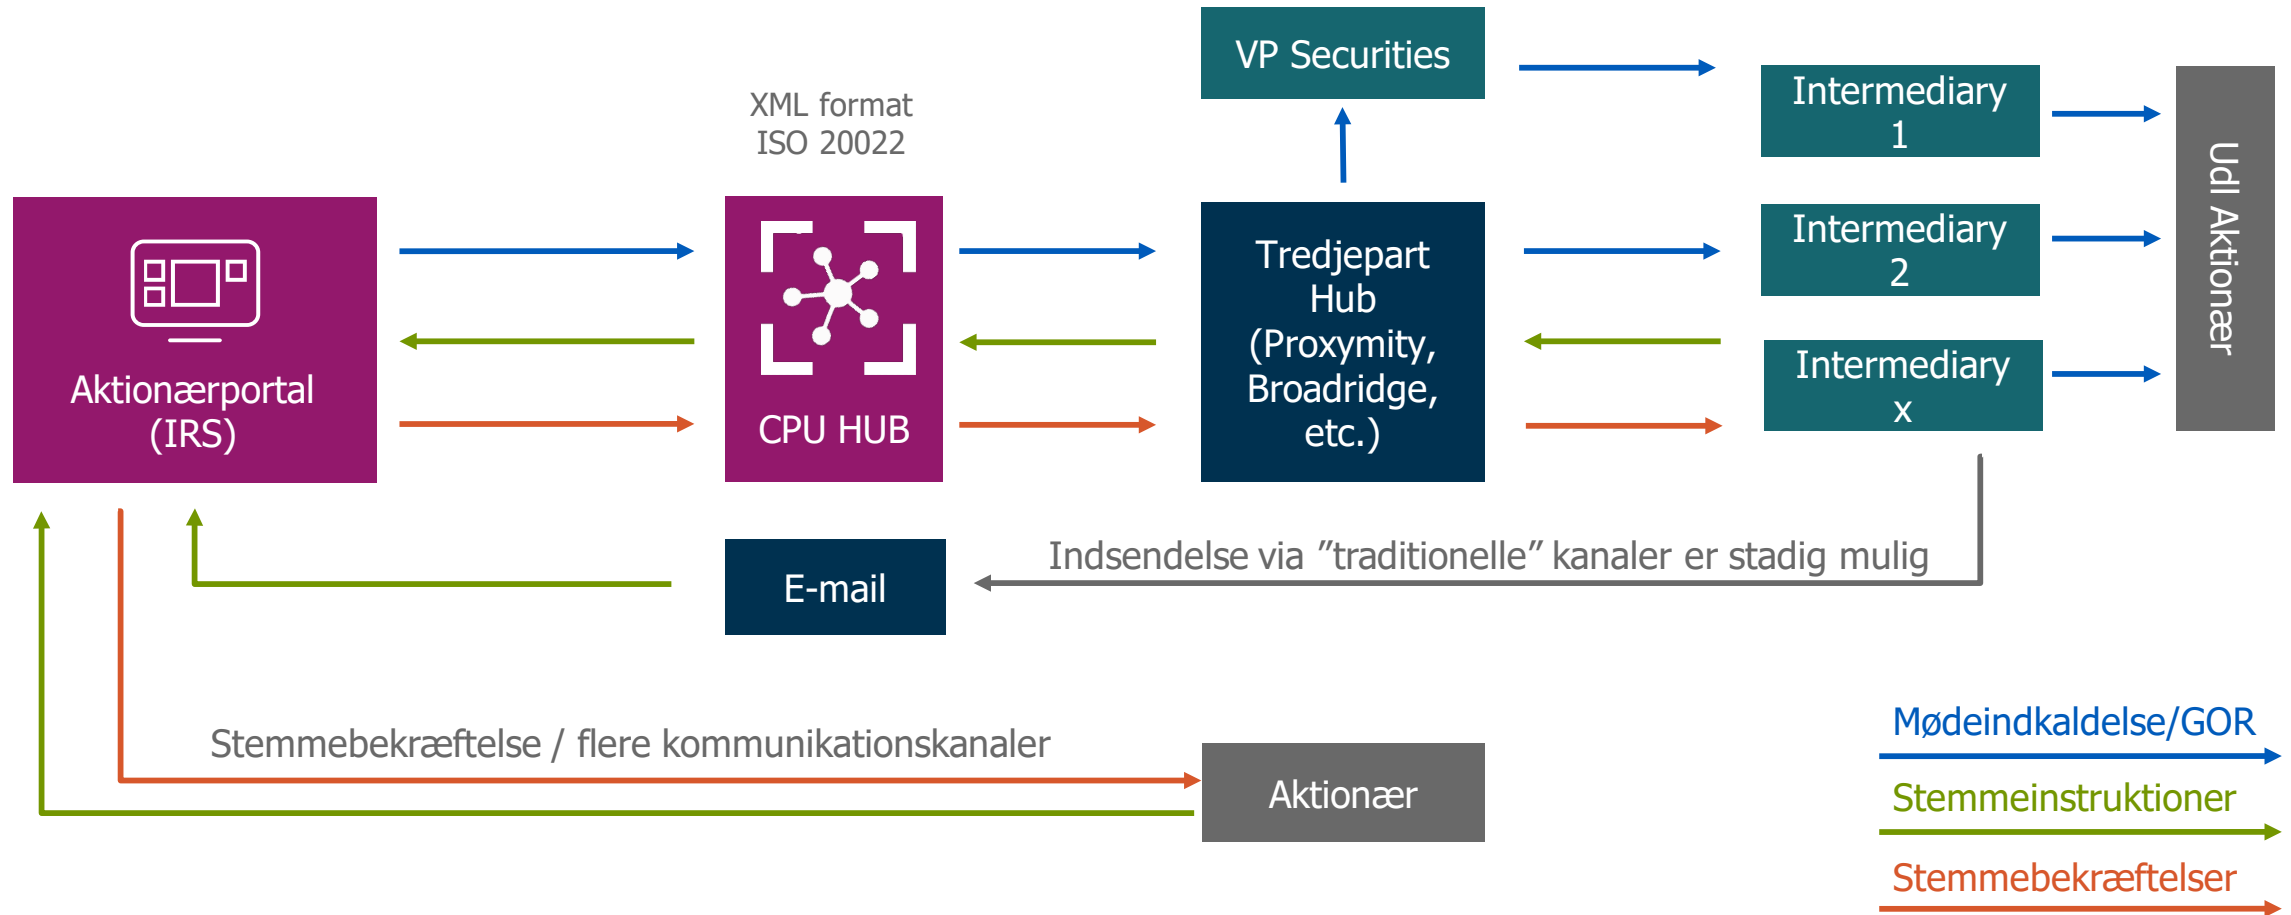 VP Securities
XML format
ISO 20022
Intermediary
1
Udl Aktionær
Aktionærportal
(IRS)
CPU HUB
Tredjepart
Hub
(Proxymity,
Broadridge,
etc.)
Intermediary
2
Intermediary
x
E-mail
Indsendelse via ”traditionelle” kanaler er stadig mulig
Stemmebekræftelse / flere kommunikationskanaler
Aktionær
Mødeindkaldelse/GOR
Stemmeinstruktioner
Stemmebekræftelser